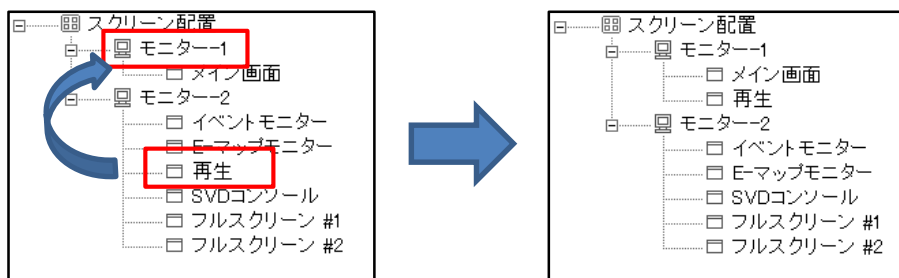 スクリーン配置
モニター-1
メイン画面
モニター-2
イベントモニター
E-マップモニター
再生
SVDコンソール
フルスクリーン #1
フルスクリーン #2
スクリーン配置
モニター-1
メイン画面
再生
モニター-2
イベントモニター
E-マップモニター
SVDコンソール
フルスクリーン #1
フルスクリーン #2